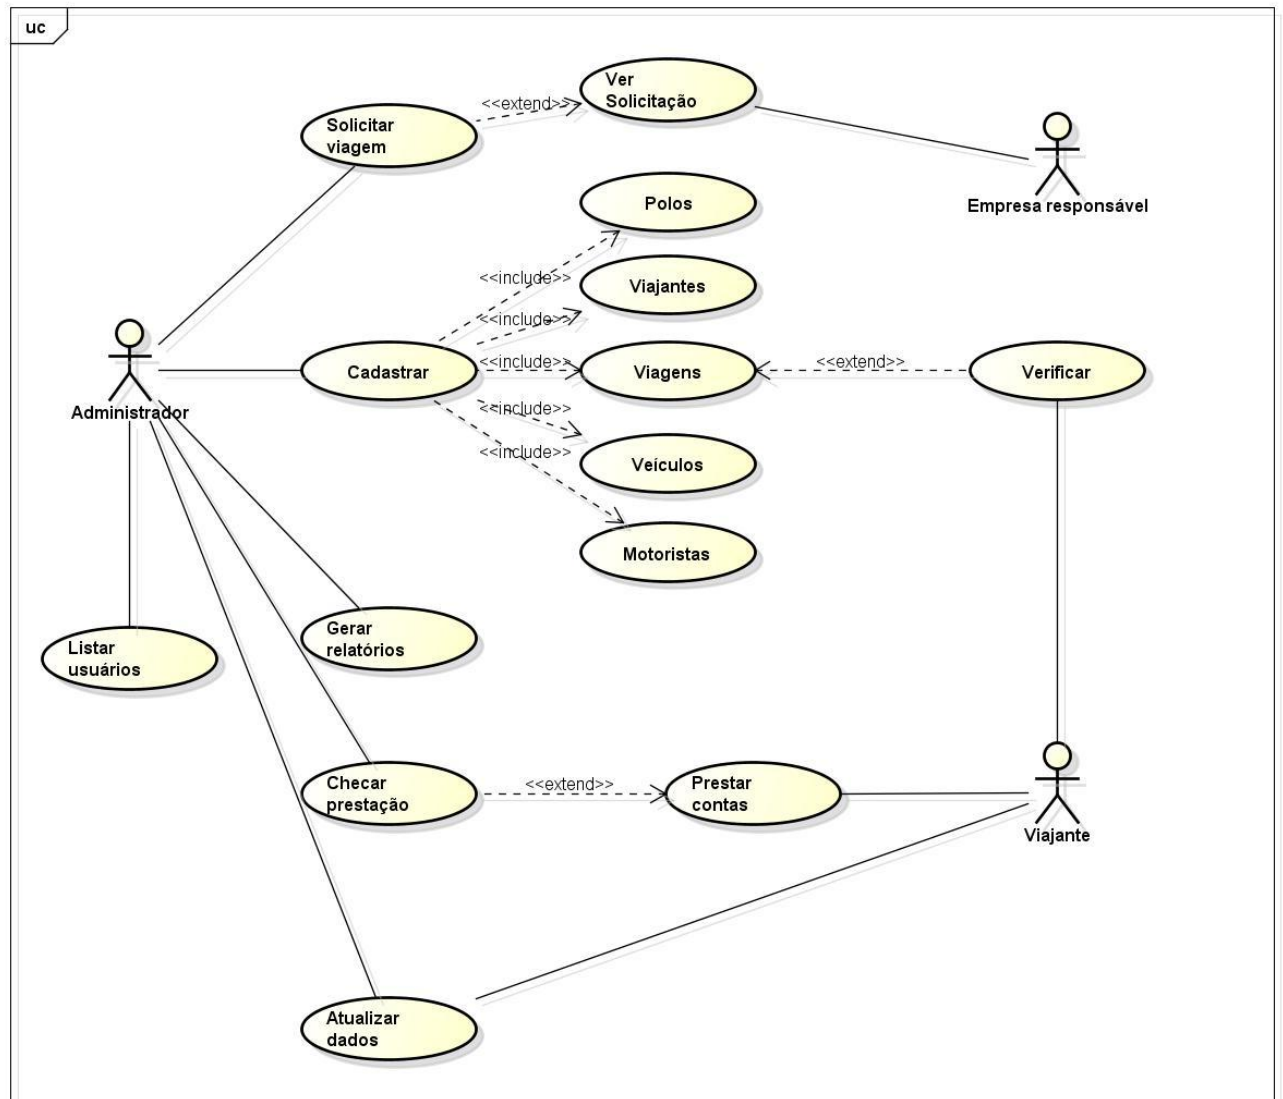 uc
Ver
Solicitação
<<extend>>
Solicitar
viagem
Empresa responsável
Polos
<<include>>
Viajantes
<<include>>
Administrador
Cadastrar
<<include>>
Viagens
<<extend>>
Verificar
<<include>>
Veículos
<<include>>
Motoristas
Listar
usuários
Gerar
relatórios
Checar
prestação
<<extend>>
Prestar
contas
Viajante
Atualizar
dados